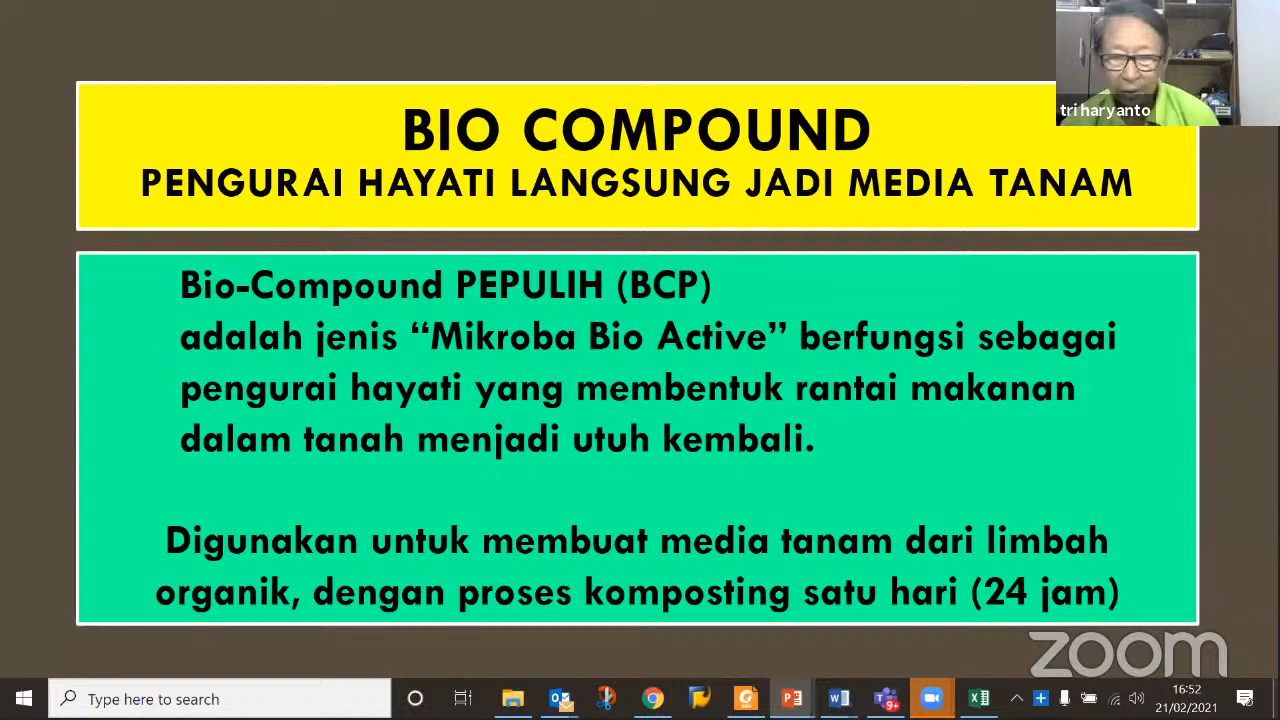 BIO COMPOUND
PENGURAI HAYATI LANGSUNG JADI MEDIA TANAM
tri haryanto
Bio-Compound PEPULIH (BCP)
adalah jenis “Mikroba Bio Active” berfungsi sebagai
pengurai hayati yang membentuk rantai makanan
dalam tanah menjadi utuh kembali.
Digunakan untuk membuat media tanam dari limbah
organik, dengan proses komposting satu hari (24 jam)
zoom
Type here to search
9+
16:52
21/02/2021